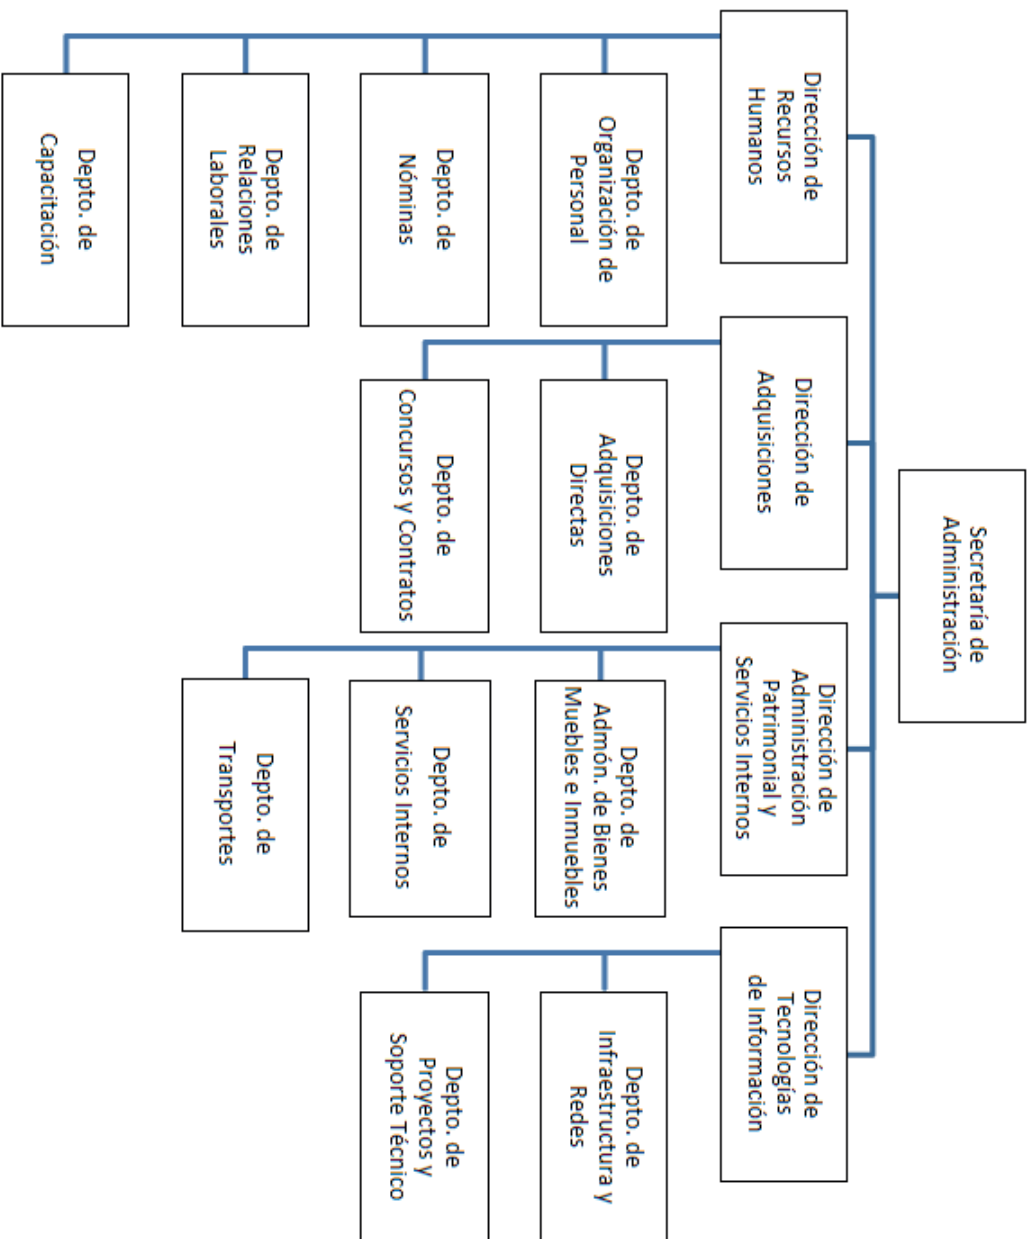 Secretaría de
Administración
Dirección de
Recursos
Humanos
Depto. de
Organización de
Personal
Depto. de
Nóminas
Depto. de
Relaciones
Laborales
Depto. de
Capacitación
Dirección de
Adquisiciones
Depto. de
Adquisiciones
Directas
Depto. de
Concursos y Contratos
Dirección de
Administración
Patrimonial y
Servicios Internos
Depto. de
Admón. de Bienes
Muebles e Inmuebles
Depto. de
Servicios Internos
Depto. de
Transportes
Dirección de
Tecnologías
de Información
Depto. de
Infraestructura y
Redes
Depto. de
Proyectos y
Soporte Técnico